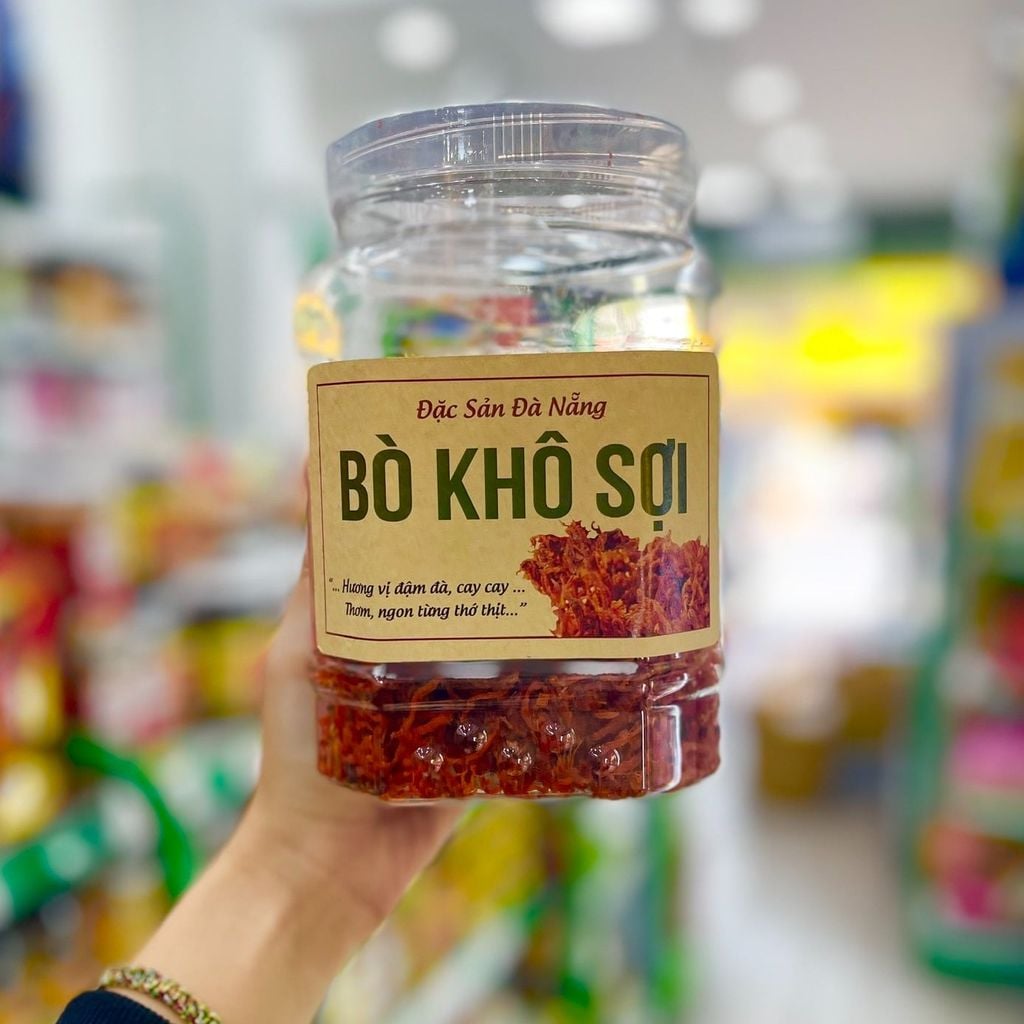 Đặc Sản Đà Nẵng
BÒ KHÔ SỢI
“... Hương vị đậm đà, cay cay ...
Thơm, ngon từng thớ thịt...”